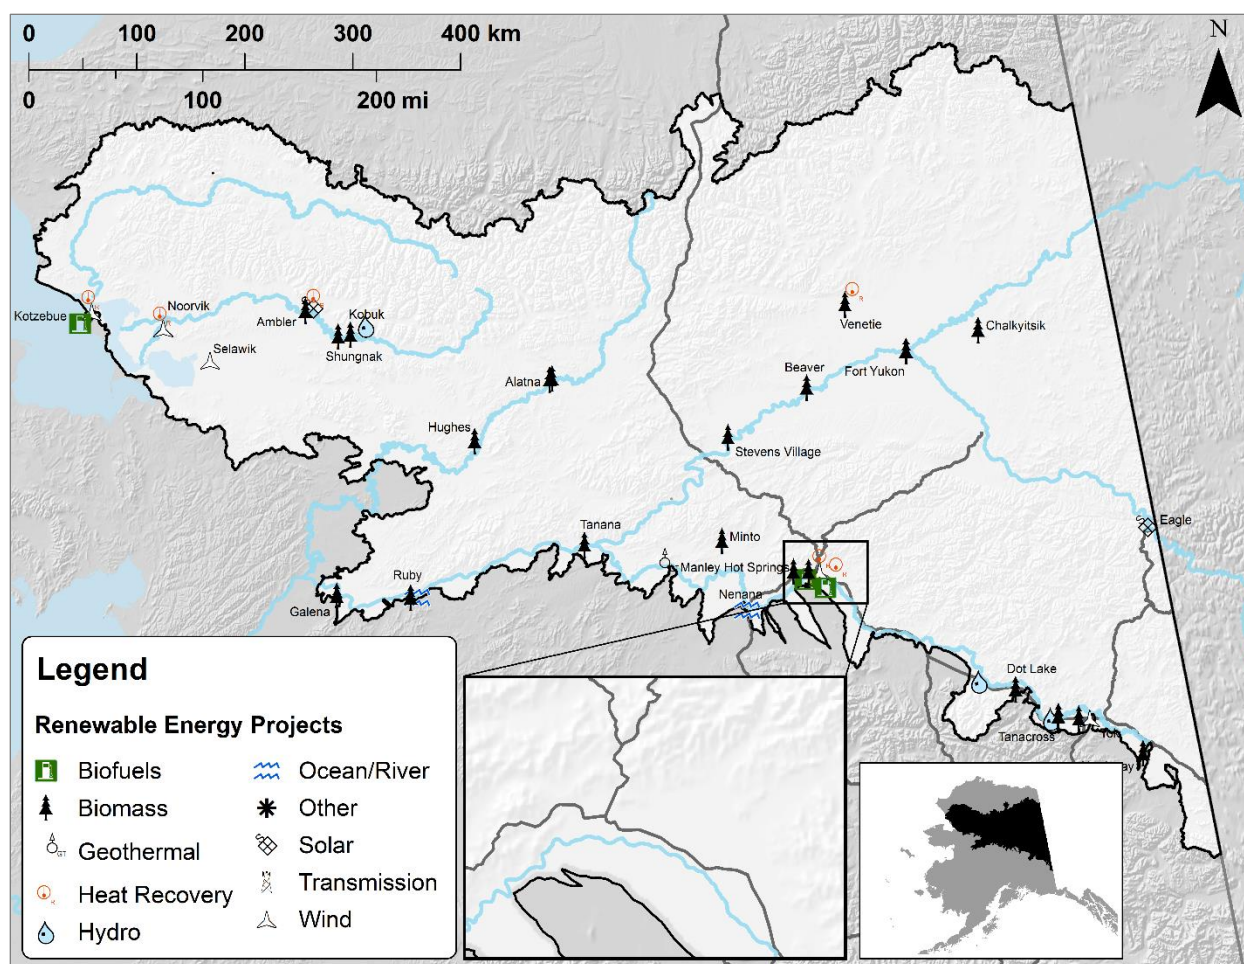 0 100 200 300 400 km
0 100 200 mi
N
Kotzebue
Noorvik
Selawik
Ambler
Kobuk
Shungnak
Alatna
Hughes
Venetie
Chalkyitsik
Fort Yukon
Beaver
Stevens Village
Eagle
Tanana
Minto
Manley Hot Springs
Nenana
Ruby
Galena
Dot Lake
Tanacross
Legend
Renewable Energy Projects
Biofuels
Biomass
Geothermal
Heat Recovery
Hydro
Ocean/River
Other
Solar
Transmission
Wind